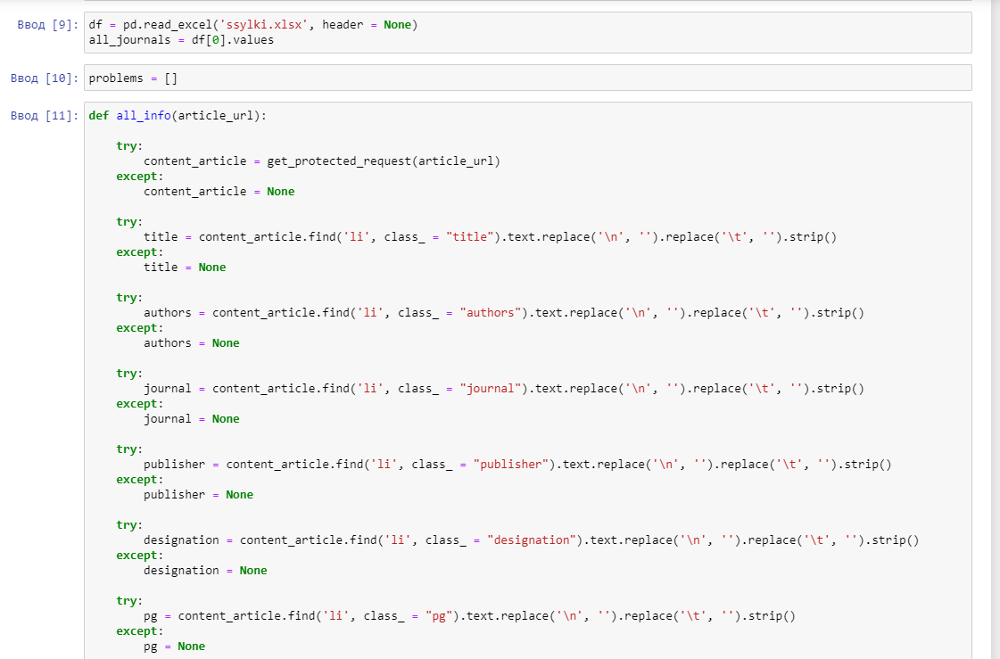 Ввод [9]: df = pd.read_excel('ssylki.xlsx', header = None)
all_journals = df[0].values
Ввод [10]: problems = []
Ввод [11]: def all_info(article_url):
    try:
        content_article = get_protected_request(article_url)
    except:
        content_article = None
    try:
        title = content_article.find('li', class_ = "title").text.replace('\n', '').replace('\t', '').strip()
    except:
        title = None
    try:
        authors = content_article.find('li', class_ = "authors").text.replace('\n', '').replace('\t', '').strip()
    except:
        authors = None
    try:
        journal = content_article.find('li', class_ = "journal").text.replace('\n', '').replace('\t', '').strip()
    except:
        journal = None
    try:
        publisher = content_article.find('li', class_ = "publisher").text.replace('\n', '').replace('\t', '').strip()
    except:
        publisher = None
    try:
        designation = content_article.find('li', class_ = "designation").text.replace('\n', '').replace('\t', '').strip()
    except:
        designation = None
    try:
        pg = content_article.find('li', class_ = "pg").text.replace('\n', '').replace('\t', '').strip()
    except:
        pg = None